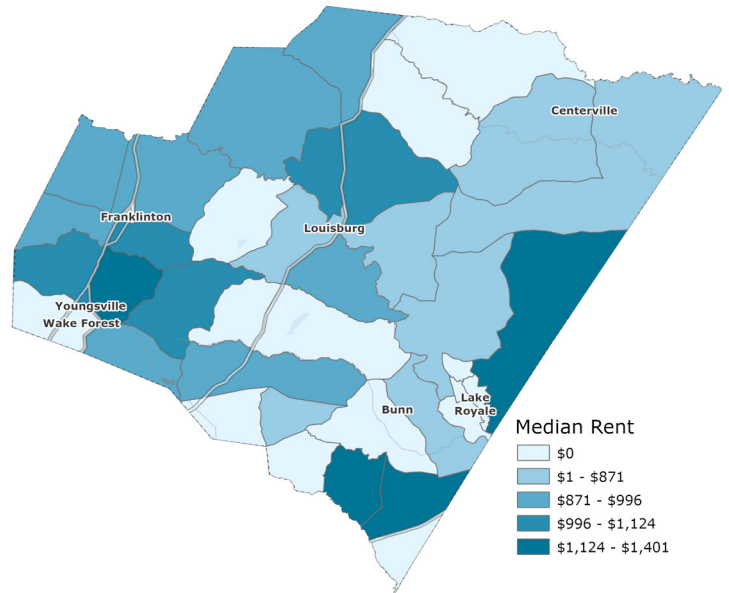 Centerville
Franklinton
Louisburg
Youngsville
Wake Forest
Lake
Royale
Bunn
Median Rent
$0
$1 - $871
$871 - $996
$996 - $1,124
$1,124 - $1,401